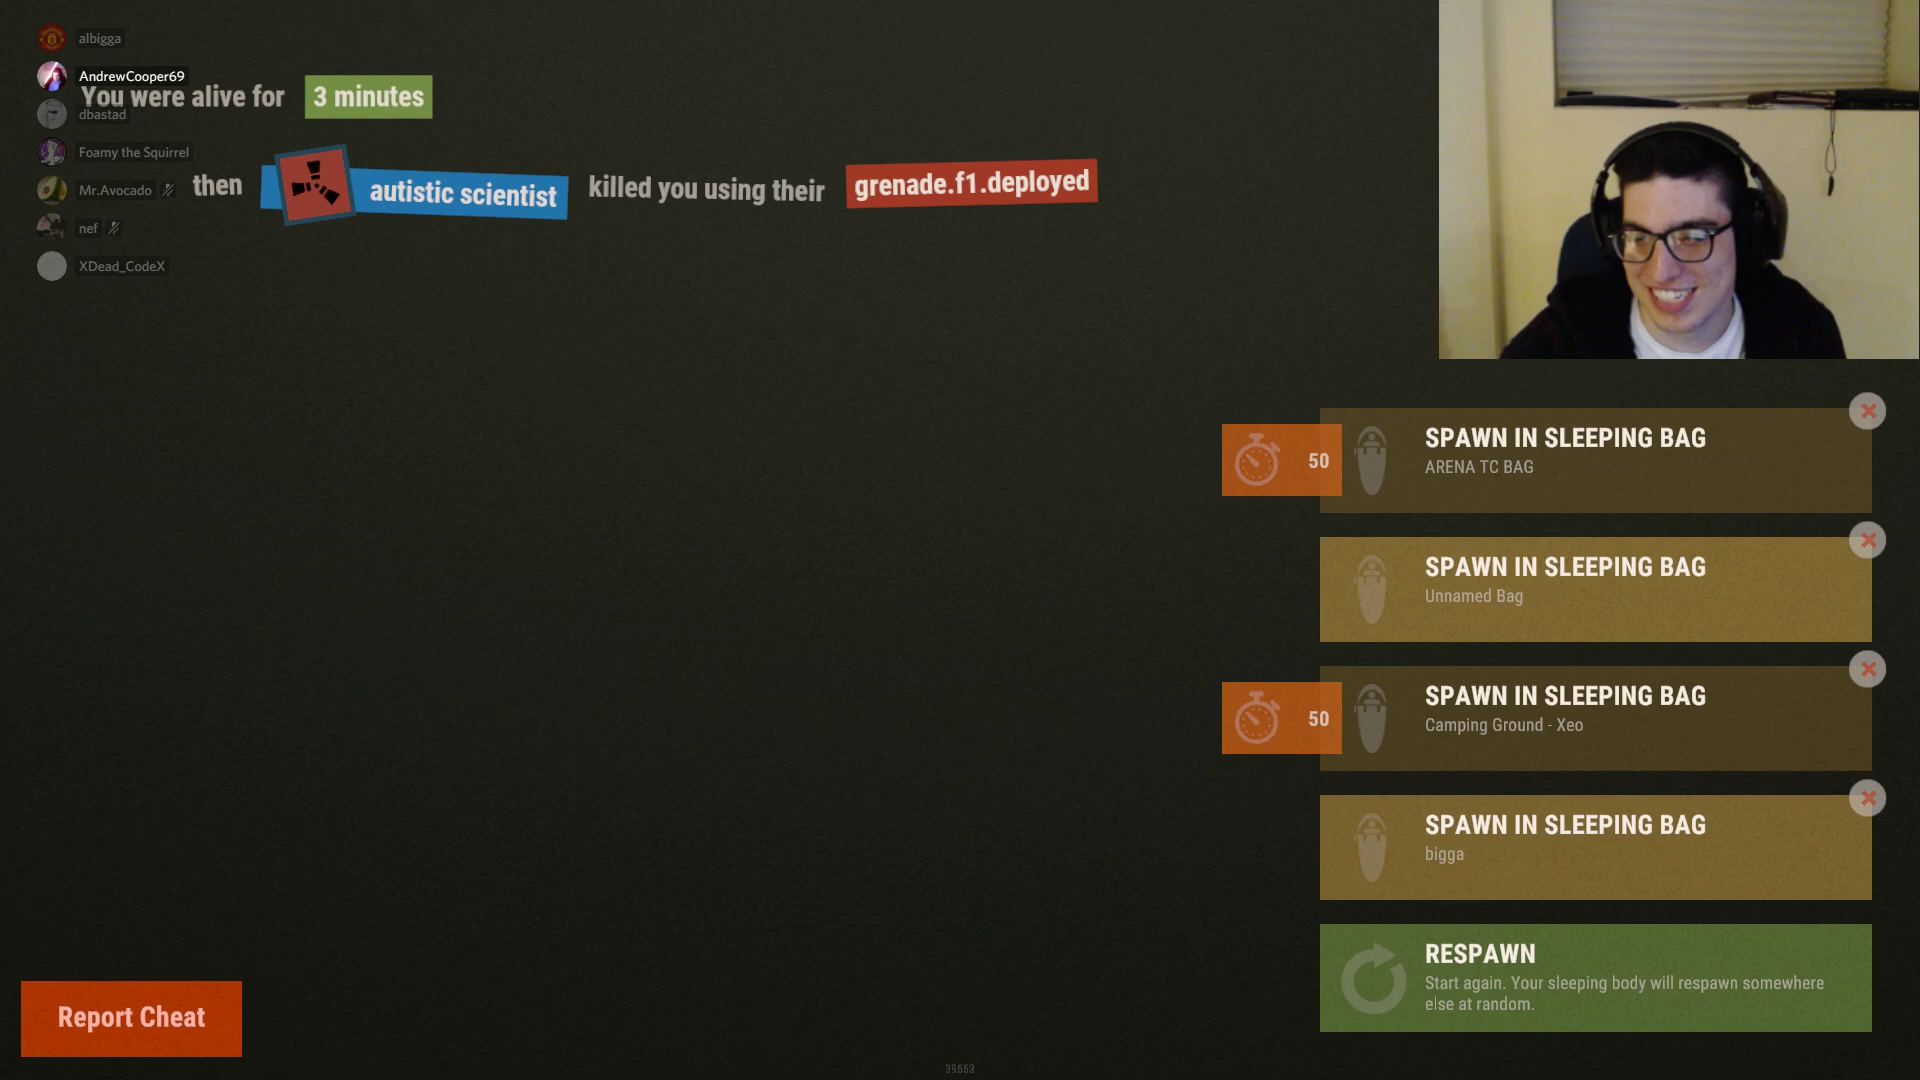 albigga
AndrewCooper69
You were alive for 3 minutes
dbastad
Foamy the Squirrel
Mr.Avocado
then autistic scientist killed you using their grenade.f1.deployed
nef
XDead_CodeX
50
SPAWN IN SLEEPING BAG
ARENA TC BAG
SPAWN IN SLEEPING BAG
Unnamed Bag
50
SPAWN IN SLEEPING BAG
Camping Ground - Xeo
SPAWN IN SLEEPING BAG
bigga
RESPAWN
Start again. Your sleeping body will respawn somewhere
else at random.
Report Cheat
39663